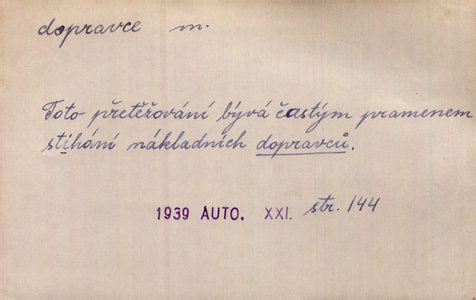 dopravce m.
Toto přetěžování bývá častým pramenem
stíhání nákladních dopravců.
1939 AUTO. XXI. str. 144